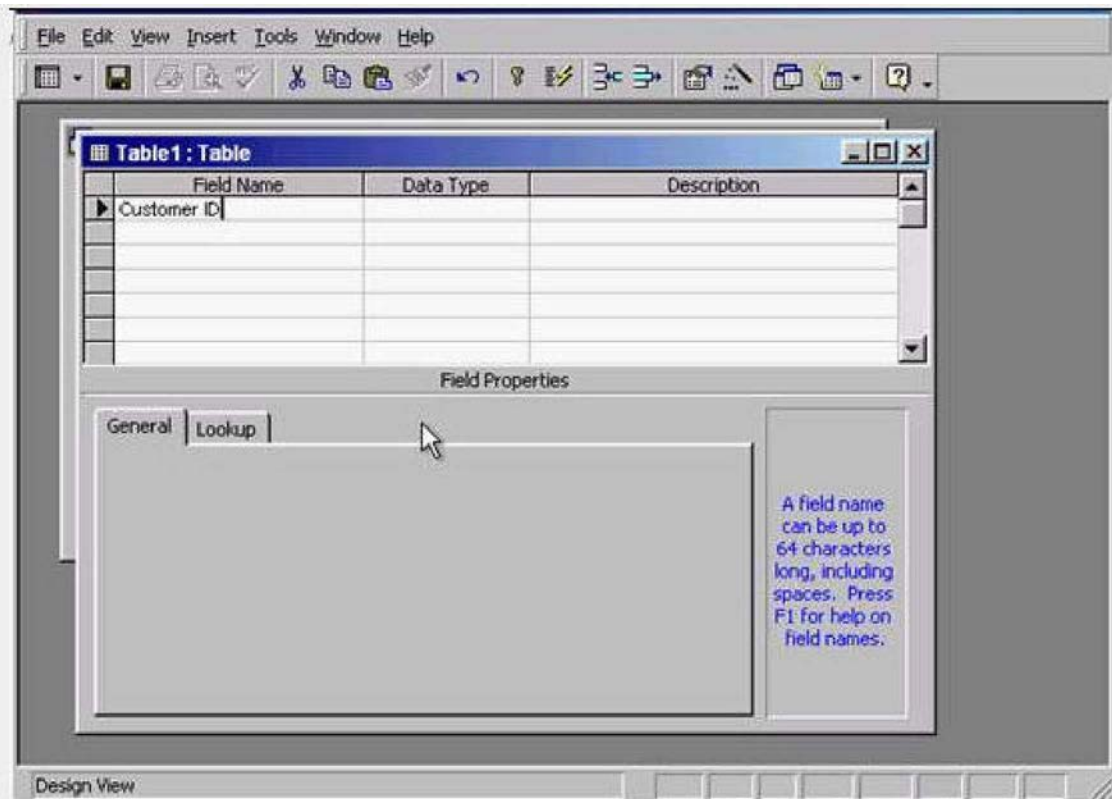 File Edit View Insert Tools Window Help
Table1 : Table
Field Name Data Type Description
Customer ID
Field Properties
General Lookup
A field name
can be up to
64 characters
long, including
spaces. Press
F1 for help on
field names.
Design View